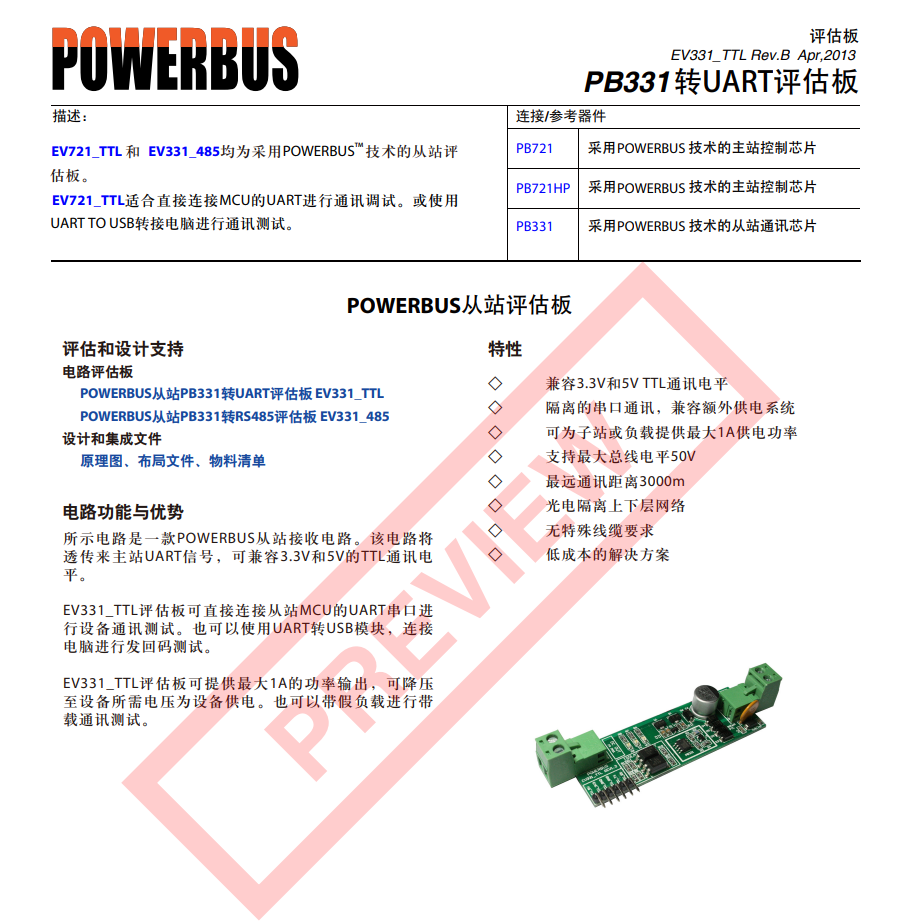 POWERBUS
评估板
EV331_TTL Rev.B Apr,2013
PB331转UART评估板
描述：
EV721_TTL 和 EV331_485均为采用POWERBUS™技术的从站评
估板。
EV721_TTL适合直接连接MCU的UART进行通讯调试。或使用
UART TO USB转接电脑进行通讯测试。
连接/参考器件
PB721 采用POWERBUS 技术的主站控制芯片
PB721HP 采用POWERBUS 技术的主站控制芯片
PB331 采用POWERBUS 技术的从站通讯芯片
POWERBUS从站评估板
评估和设计支持
电路评估板
POWERBUS从站PB331转UART评估板 EV331_TTL
POWERBUS从站PB331转RS485评估板 EV331_485
设计和集成文件
原理图、布局文件、物料清单
电路功能与优势
所示电路是一款POWERBUS从站接收电路。该电路将
透传来主站UART信号，可兼容3.3V和5V的TTL通讯电
平。
EV331_TTL评估板可直接连接从站MCU的UART串口进
行设备通讯测试。也可以使用UART转USB模块，连接
电脑进行发回码测试。
EV331_TTL评估板可提供最大1A的功率输出，可降压
至设备所需电压为设备供电。也可以带假负载进行带
载通讯测试。
特性
◇ 兼容3.3V和5V TTL通讯电平
◇ 隔离的串口通讯，兼容额外供电系统
◇ 可为子站或负载提供最大1A供电功率
◇ 支持最大总线电平50V
◇ 最远通讯距离3000m
◇ 光电隔离上下层网络
◇ 无特殊线缆要求
◇ 低成本的解决方案
PREVIEW
POWERBUS